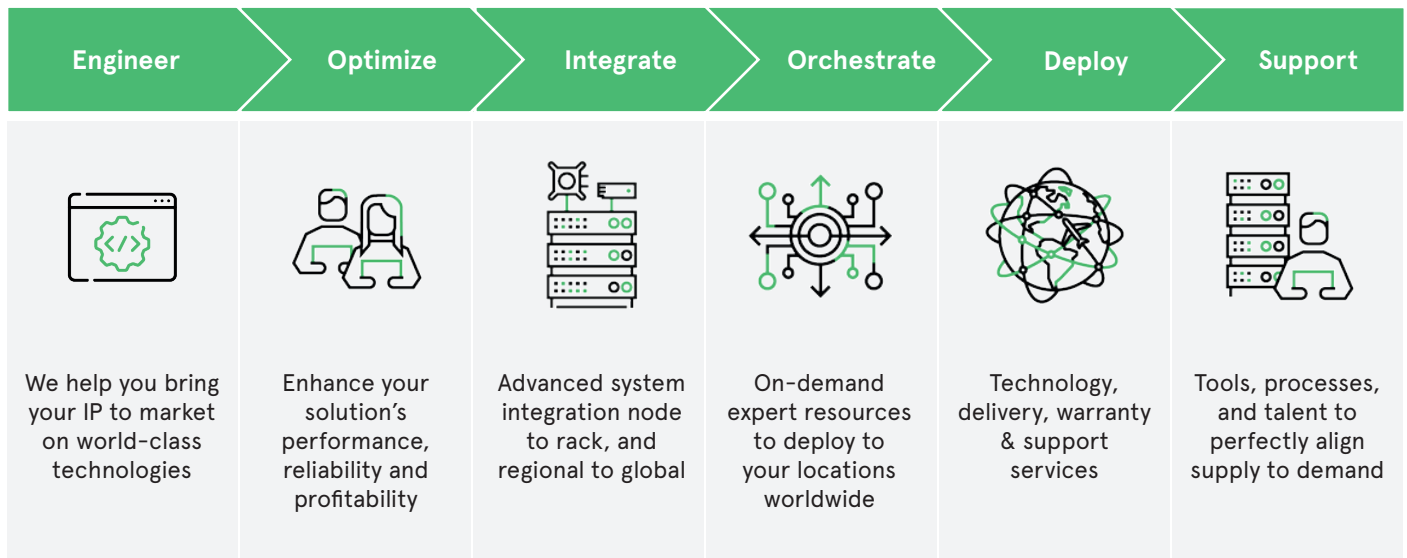 Engineer
Optimize
Integrate
Orchestrate
Deploy
Support
</>
We help you bring
your IP to market
on world-class
technologies
Enhance your
solution’s
performance,
reliability and
profitability
Advanced system
integration node
to rack, and
regional to global
On-demand
expert resources
to deploy to
your locations
worldwide
Technology,
delivery, warranty
& support
services
Tools, processes,
and talent to
perfectly align
supply to demand